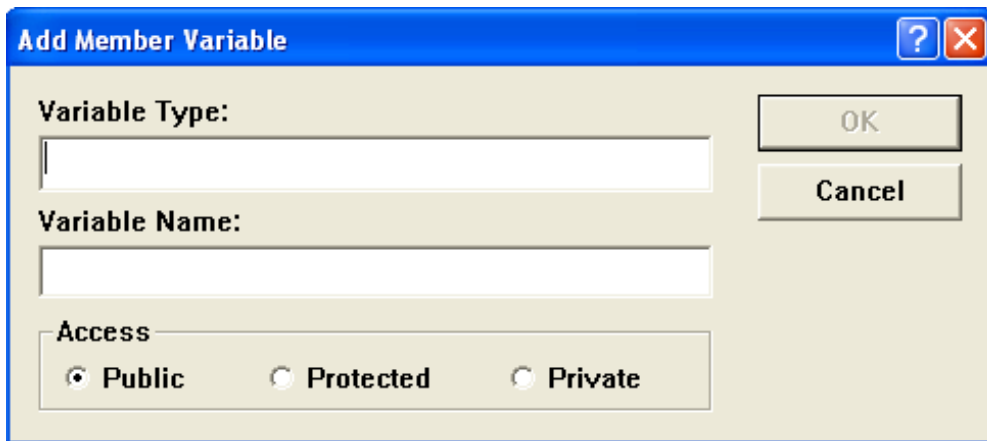 Add Member Variable
?
Variable Type:
OK
Cancel
Variable Name:
Access
Public Protected Private